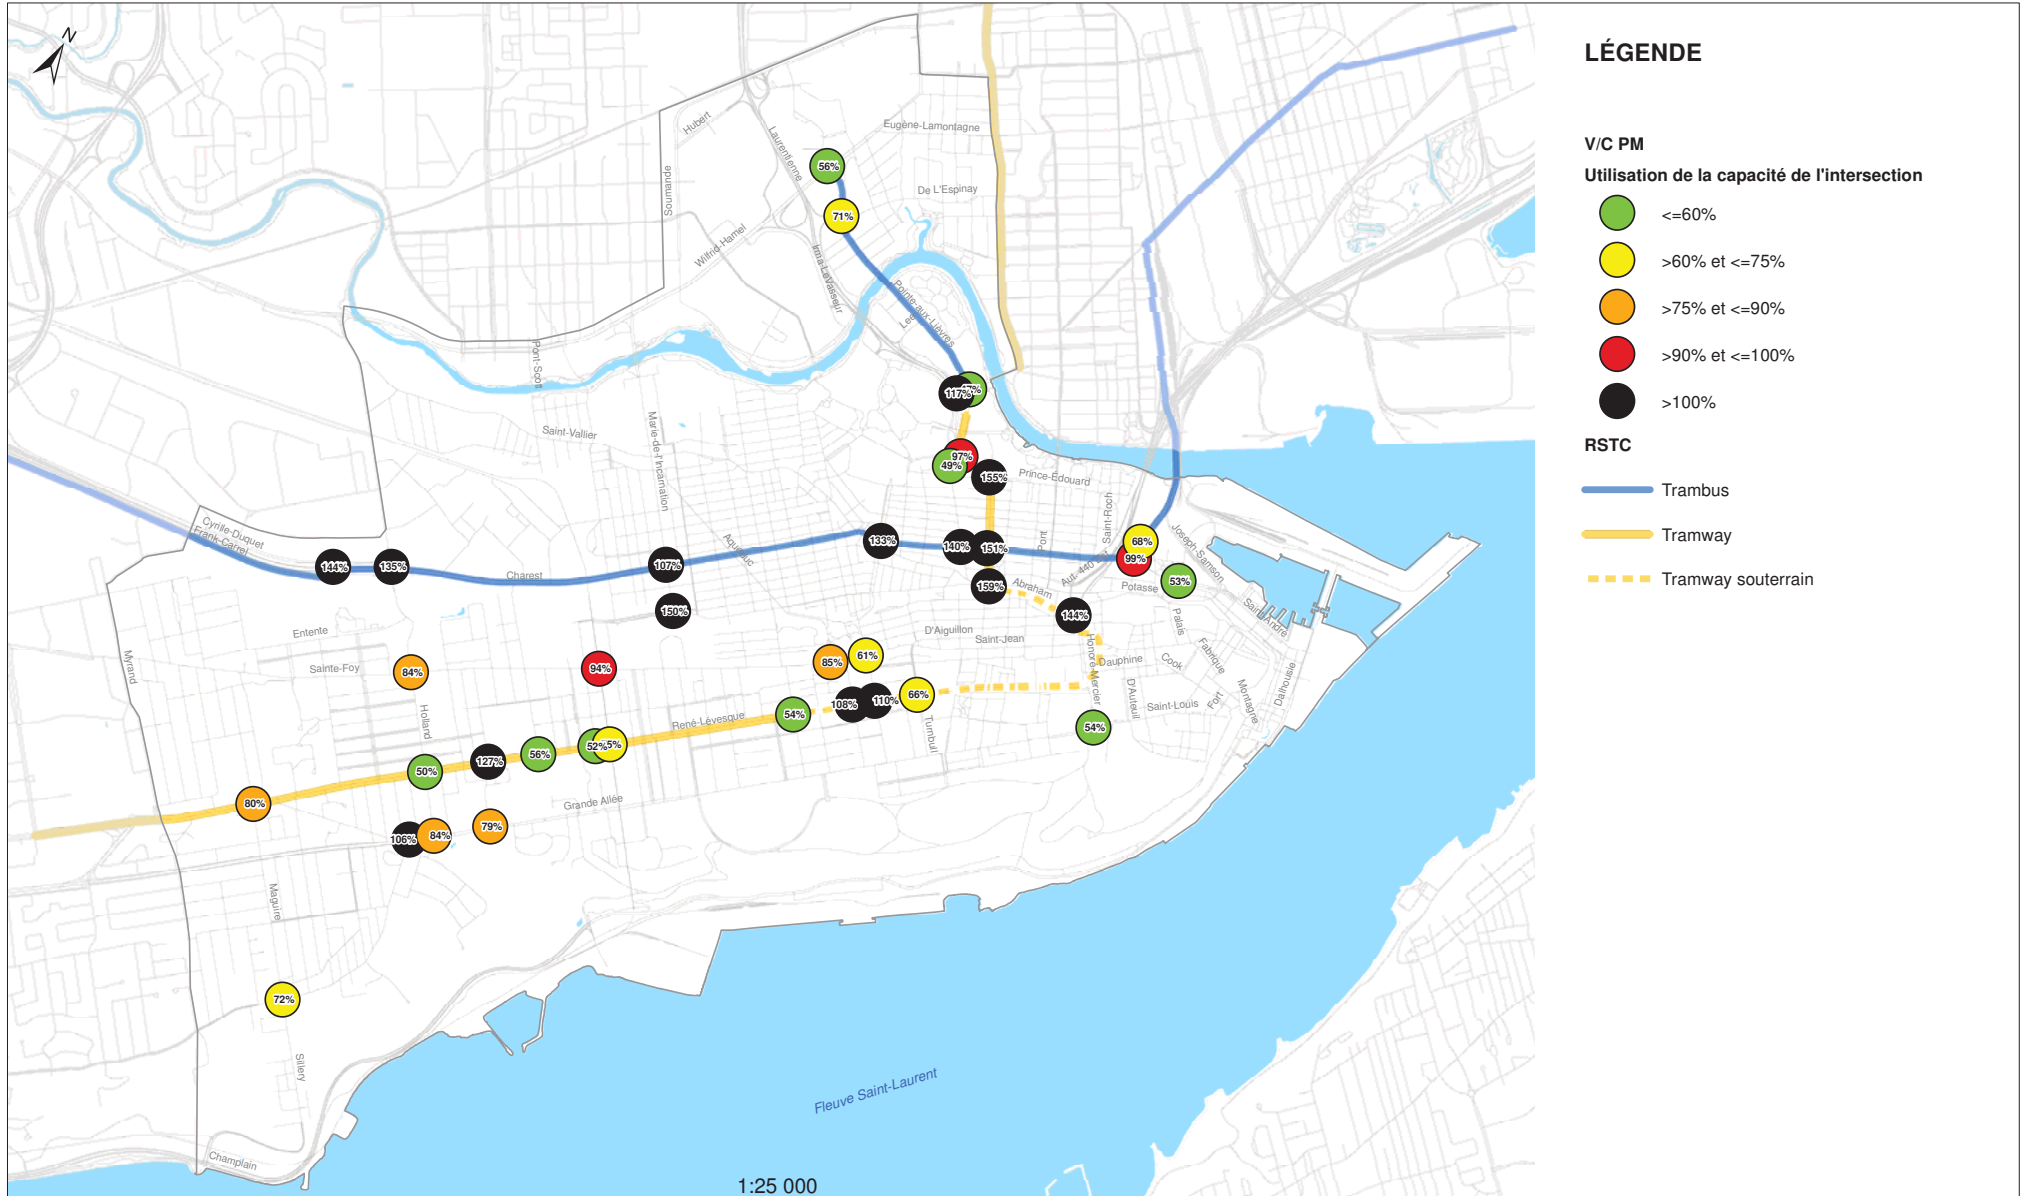 N
Hubert
Laurentienne
Eugène-Lamontagne
56%
Soumande
De L'Espinay
71%
Wilfrid-Hamel
Irma-LeVasseur
Pointe-aux-Lièvres
Lee
Pont-Scott
117%
Saint-Vallier
Marie-de-l'Incarnation
97%
49%
155%
Prince-Édouard
Saint-Roch
Cyrille-Duquet
Frank-Carrel
144%
135%
Charest
107%
Aqueduc
133%
140%
151%
Pont
68%
99%
Joseph-Samson
Aut. 440
53%
Potasse
159%
Abraham
150%
144%
Saint-André
Palais
Entente
D'Aiguillon
Saint-Jean
Honoré-Mercier
Myrand
Sainte-Foy
84%
94%
85%
61%
Dauphine
Cook
Fabrique
Dalhousie
Holland
René-Lévesque
54%
108%
110%
66%
Turnbull
D'Auteuil
Saint-Louis
Fort
Montagne
54%
50%
127%
56%
52%
80%
Grande Allée
106%
84%
79%
Maguire
72%
Sillery
Champlain
Fleuve Saint-Laurent
1:25 000
LÉGENDE
V/C PM
Utilisation de la capacité de l'intersection
<=60%
>60% et <=75%
>75% et <=90%
>90% et <=100%
>100%
RSTC
Trambus
Tramway
Tramway souterrain